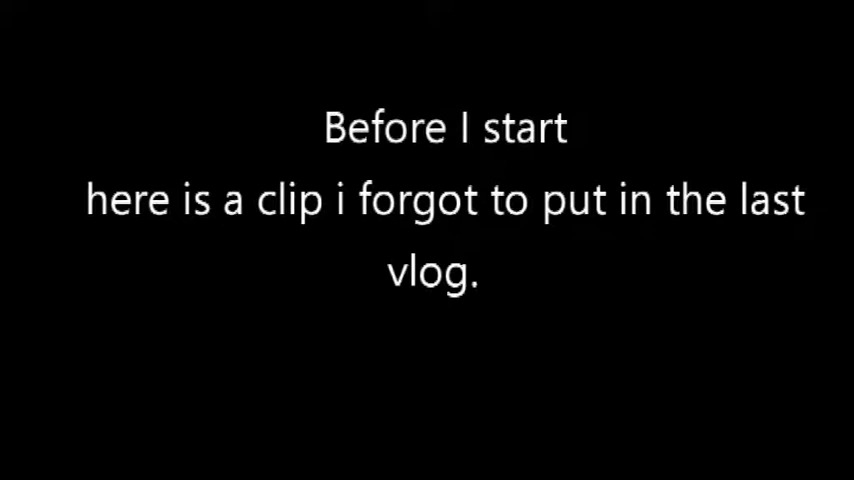 Before I start
here is a clip i forgot to put in the last
vlog.